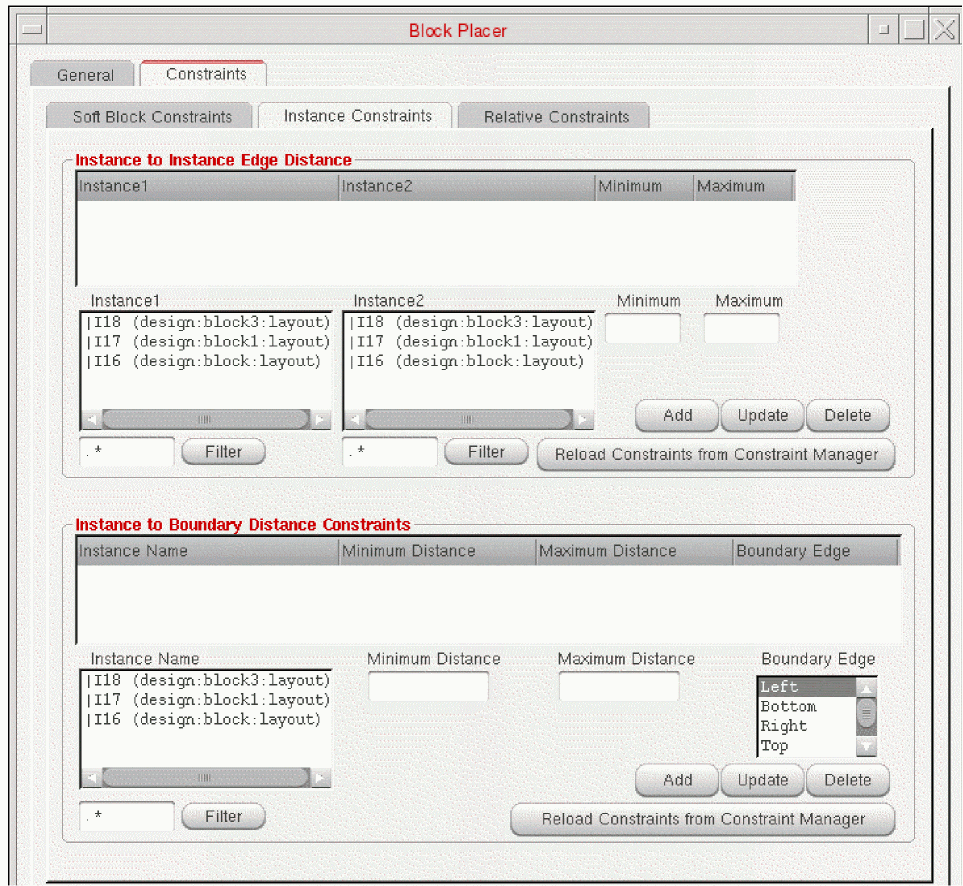 Block Placer
General Constraints
Soft Block Constraints Instance Constraints Relative Constraints
Instance to Instance Edge Distance
Instance1 Instance2 Minimum Maximum
Instance1 Instance2 Minimum Maximum
|I18 (design:block3:layout) |I18 (design:block3:layout)
|I17 (design:block1:layout) |I17 (design:block1:layout)
|I16 (design:block:layout) |I16 (design:block:layout)
Add Update Delete
.* Filter .* Filter Reload Constraints from Constraint Manager
Instance to Boundary Distance Constraints
Instance Name Minimum Distance Maximum Distance Boundary Edge
Instance Name Minimum Distance Maximum Distance Boundary Edge
|I18 (design:block3:layout) Left
|I17 (design:block1:layout) Bottom
|I16 (design:block:layout) Right
Top
Add Update Delete
.* Filter Reload Constraints from Constraint Manager